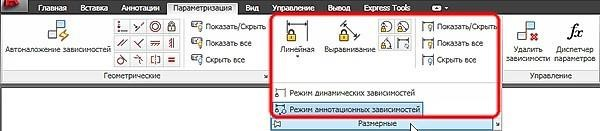 Главная Вставка Аннотации Параметризация Вид Управление Вывод Express Tools
Автоналожение зависимостей
Показать/Скрыть
Показать все
Скрыть все
Геометрические
Линейная
Выравнивание
Показать/Скрыть
Показать все
Скрыть все
Режим динамических зависимостей
Режим аннотационных зависимостей
Размерные
Удалить
зависимости
Диспетчер
параметров
fx
Управление